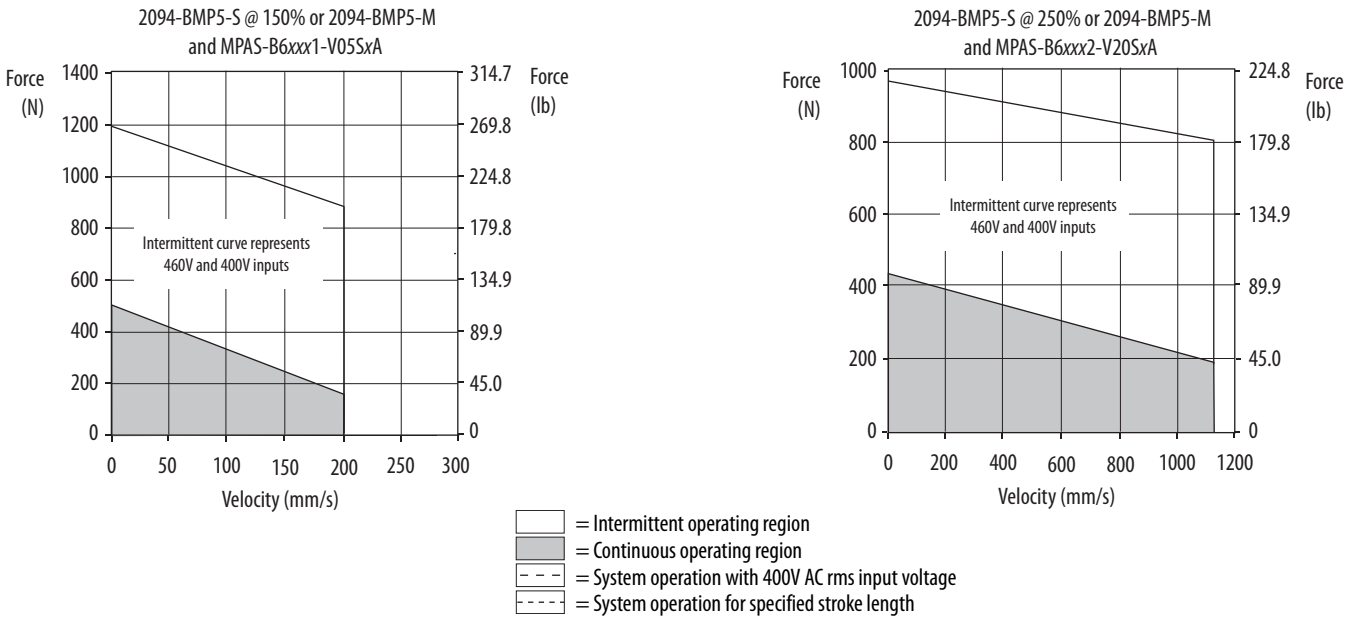 2094-BMP5-S @ 150% or 2094-BMP5-M
and MPAS-B6xxx1-V05SxA
Force
(N)
1400
1200
1000
800
600
400
200
0
314.7
269.8
224.8
179.8
134.9
89.9
45.0
0
Force
(lb)
Intermittent curve represents
460V and 400V inputs
0 50 100 150 200 250 300
Velocity (mm/s)
2094-BMP5-S @ 250% or 2094-BMP5-M
and MPAS-B6xxx2-V20SxA
Force
(N)
1000
800
600
400
200
0
224.8
179.8
134.9
89.9
45.0
0
Force
(lb)
Intermittent curve represents
460V and 400V inputs
0 200 400 600 800 1000 1200
Velocity (mm/s)
= Intermittent operating region
= Continuous operating region
= System operation with 400V AC rms input voltage
= System operation for specified stroke length